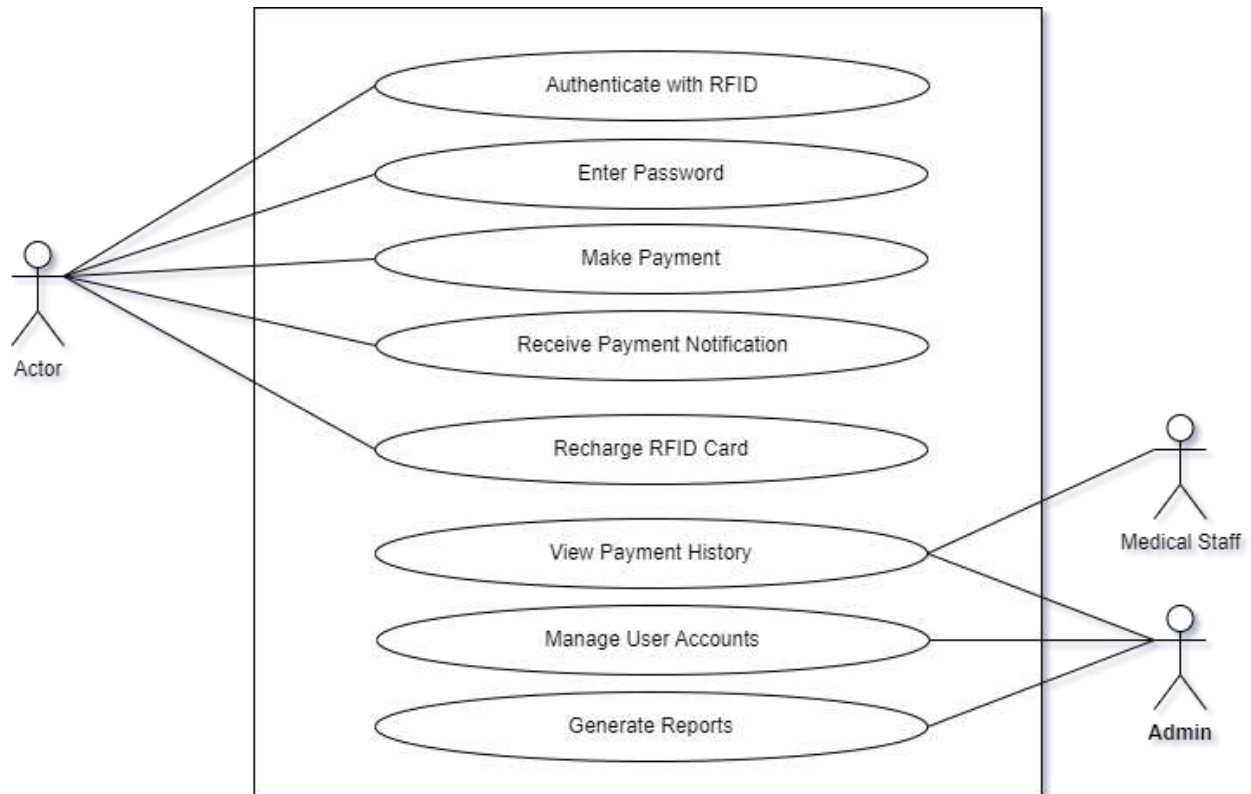 Authenticate with RFID
Enter Password
Make Payment
Receive Payment Notification
Actor
Recharge RFID Card
View Payment History
Medical Staff
Manage User Accounts
Generate Reports
Admin